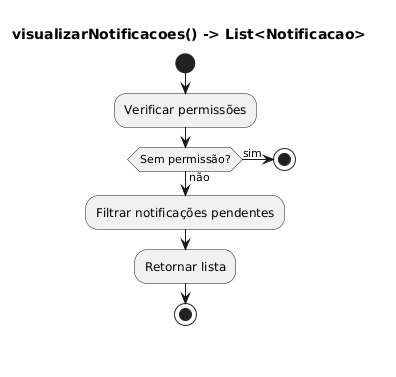 visualizarNotificacoes() -> List<Notificacao>
Verificar permissões
Sem permissão?
sim
não
Filtrar notificações pendentes
Retornar lista